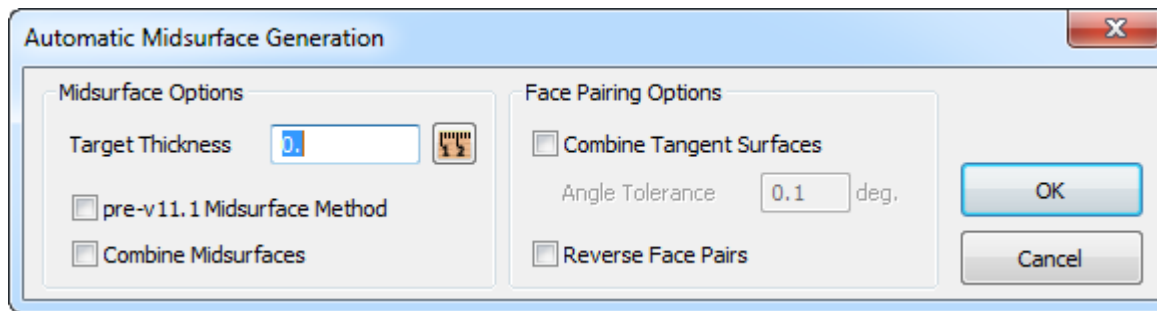 Automatic Midsurface Generation
Midsurface Options
Target Thickness 0.
pre-v11.1 Midsurface Method
Combine Midsurfaces
Face Pairing Options
Combine Tangent Surfaces
Angle Tolerance 0.1 deg.
Reverse Face Pairs
OK
Cancel